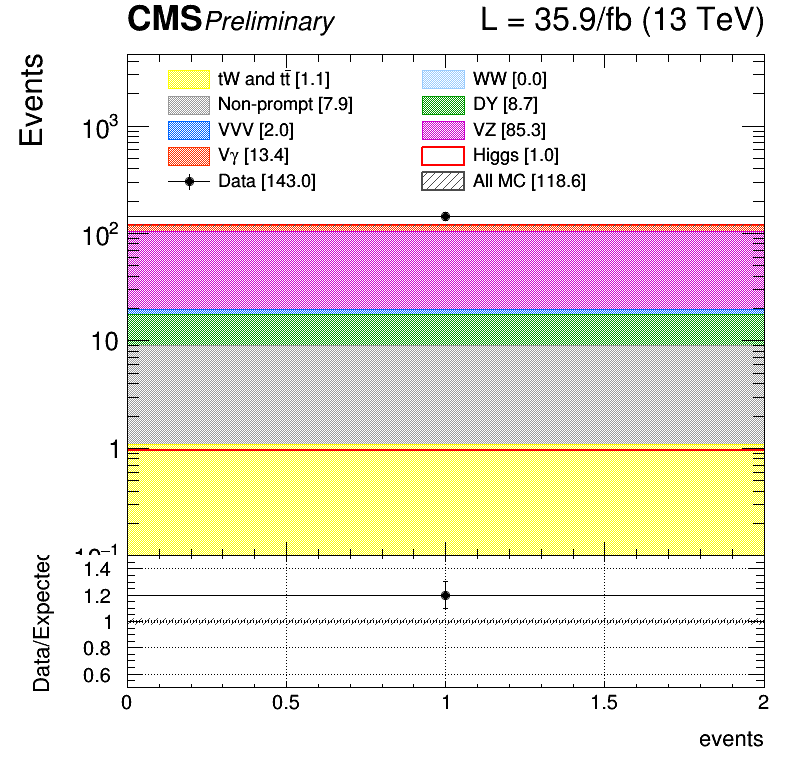 CMS Preliminary L = 35.9/fb (13 TeV)
Events
tW and tt̄ [1.1] WW [0.0]
Non-prompt [7.9] DY [8.7]
VVV [2.0] VZ [85.3]
Vγ [13.4] Higgs [1.0]
Data [143.0] All MC [118.6]
10³
10²
10
1
Data/Expected
1.4
1.2
1
0.8
0.6
0 0.5 1 1.5 2
events